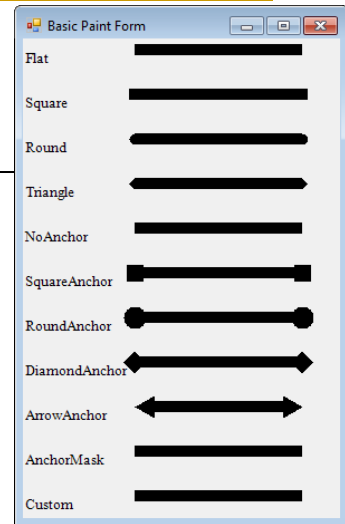 Basic Paint Form
Flat
Square
Round
Triangle
NoAnchor
SquareAnchor
RoundAnchor
DiamondAnchor
ArrowAnchor
AnchorMask
Custom